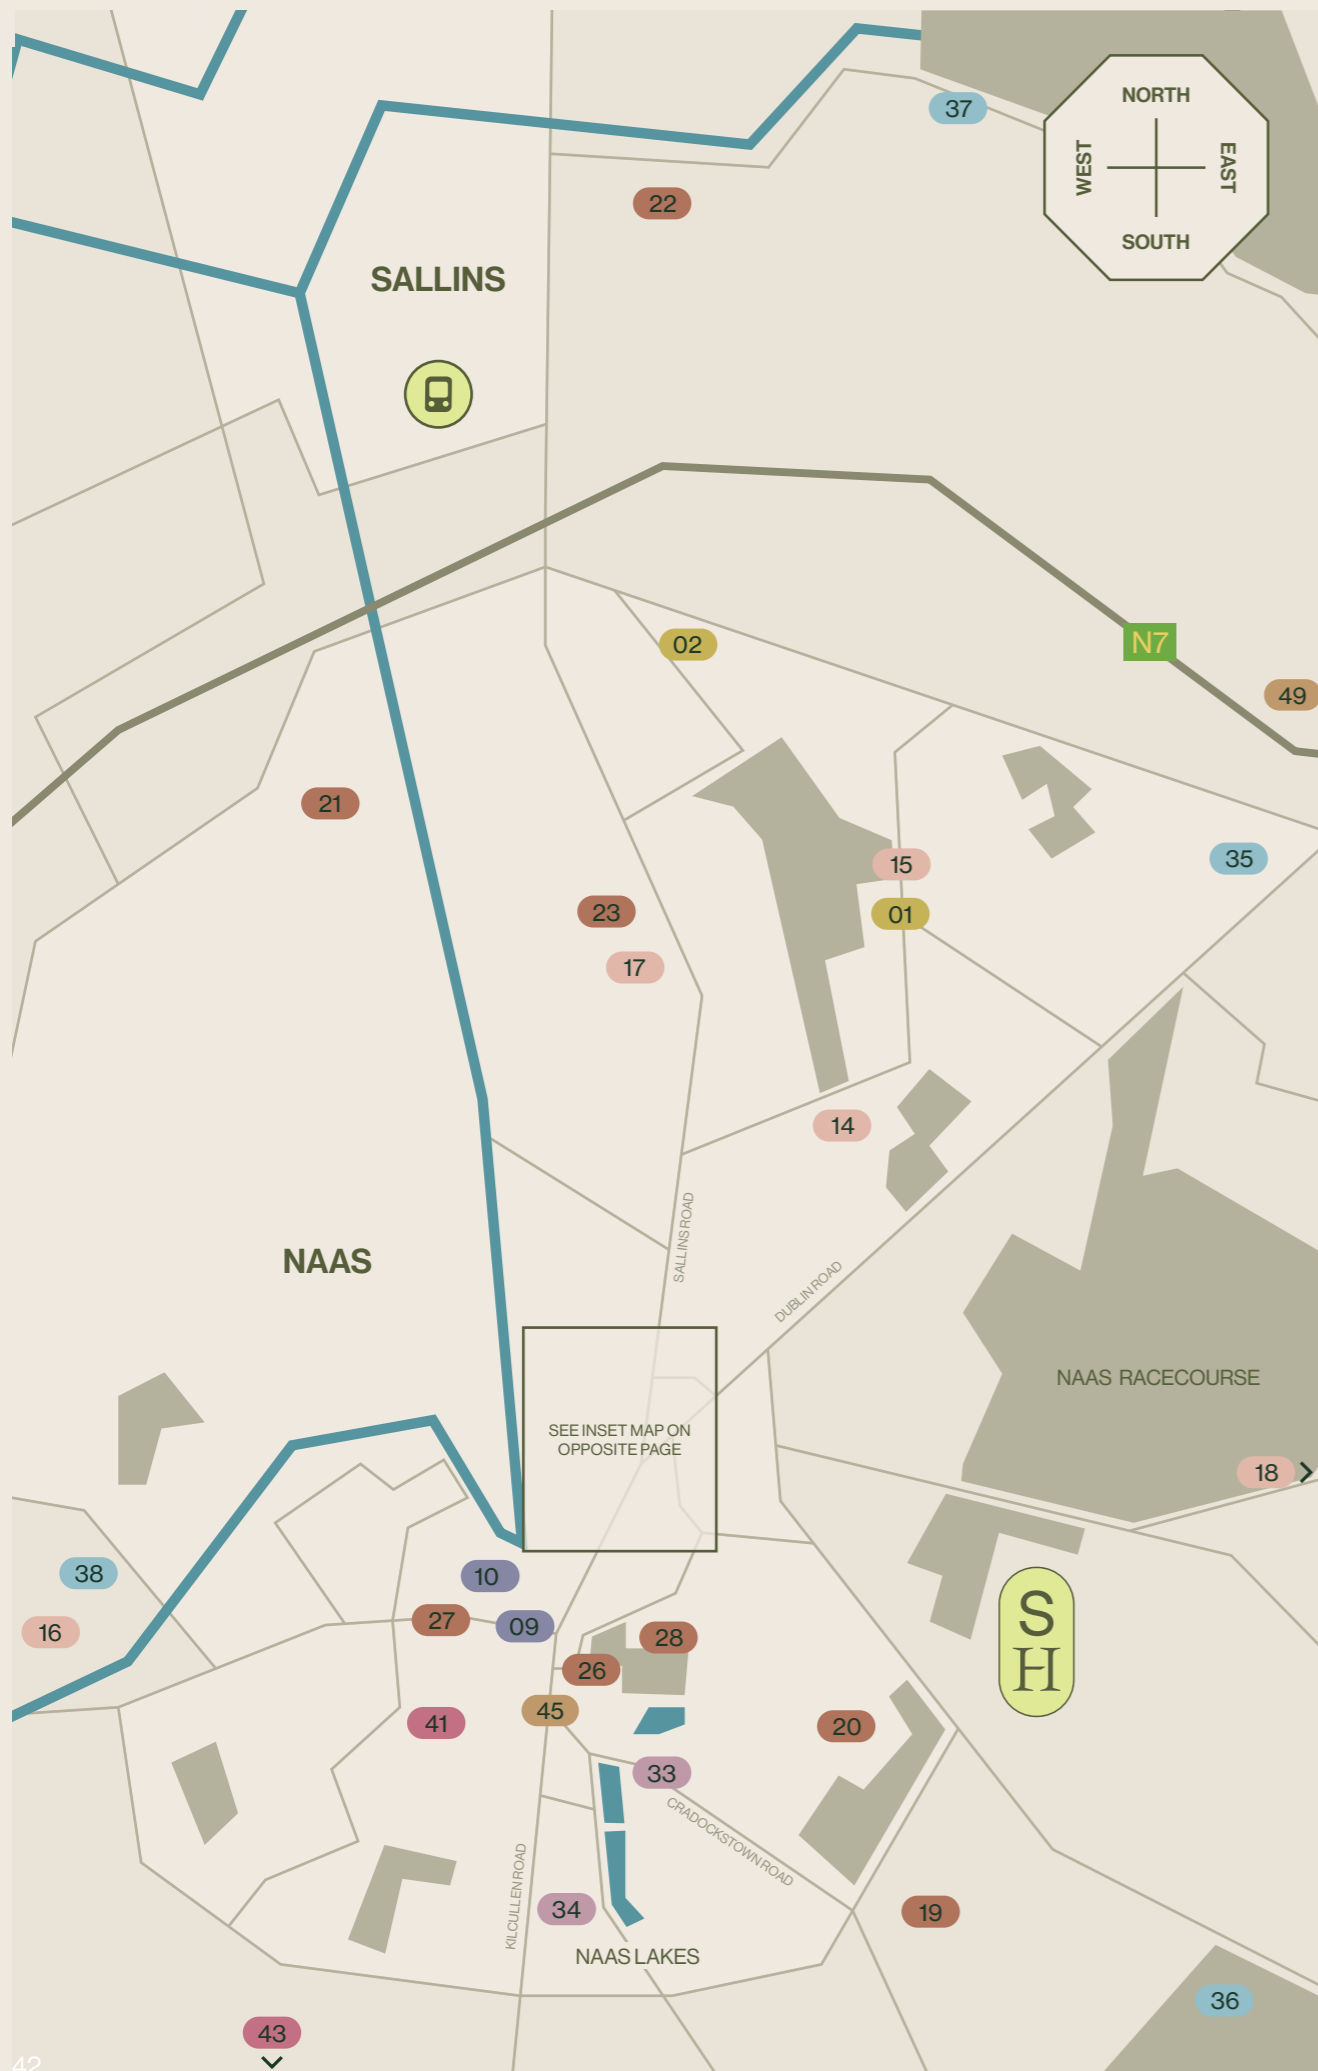 NORTH
WEST
EAST
SOUTH
37
22
SALLINS
02
N7
49
21
15
35
23
01
17
14
SALLINS ROAD
NAAS
DUBLIN ROAD
NAAS RACECOURSE
SEE INSET MAP ON
OPPOSITE PAGE
18
38
10
16
27
09
28
S
H
26
45
41
20
33
CRADOCKSTOWN ROAD
KILCULLEN ROAD
34
19
NAAS LAKES
36
43
42